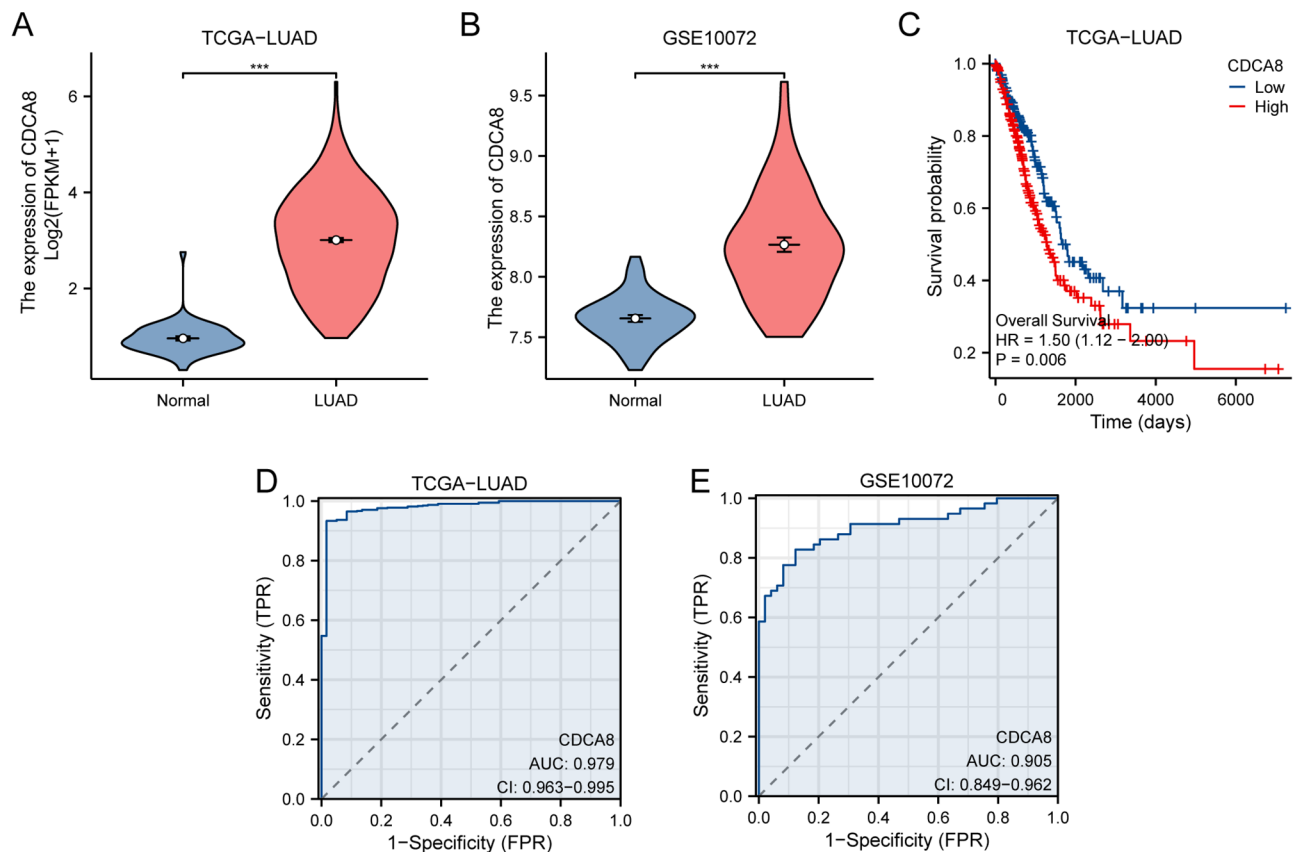 A
TCGA−LUAD
The expression of CDCA8
Log2(FPKM+1)
6
4
2
***
Normal
LUAD
B
GSE10072
The expression of CDCA8
9.5
9.0
8.5
8.0
7.5
***
Normal
LUAD
C
TCGA−LUAD
CDCA8
Low
High
Survival probability
1.0
0.8
0.6
0.4
0.2
Overall Survival
HR = 1.50 (1.12 − 2.00)
P = 0.006
0
2000
4000
6000
Time (days)
D
TCGA−LUAD
Sensitivity (TPR)
1.0
0.8
0.6
0.4
0.2
0.0
CDCA8
AUC: 0.979
CI: 0.963−0.995
0.0
0.2
0.4
0.6
0.8
1.0
1−Specificity (FPR)
E
GSE10072
Sensitivity (TPR)
1.0
0.8
0.6
0.4
0.2
0.0
CDCA8
AUC: 0.905
CI: 0.849−0.962
0.0
0.2
0.4
0.6
0.8
1.0
1−Specificity (FPR)